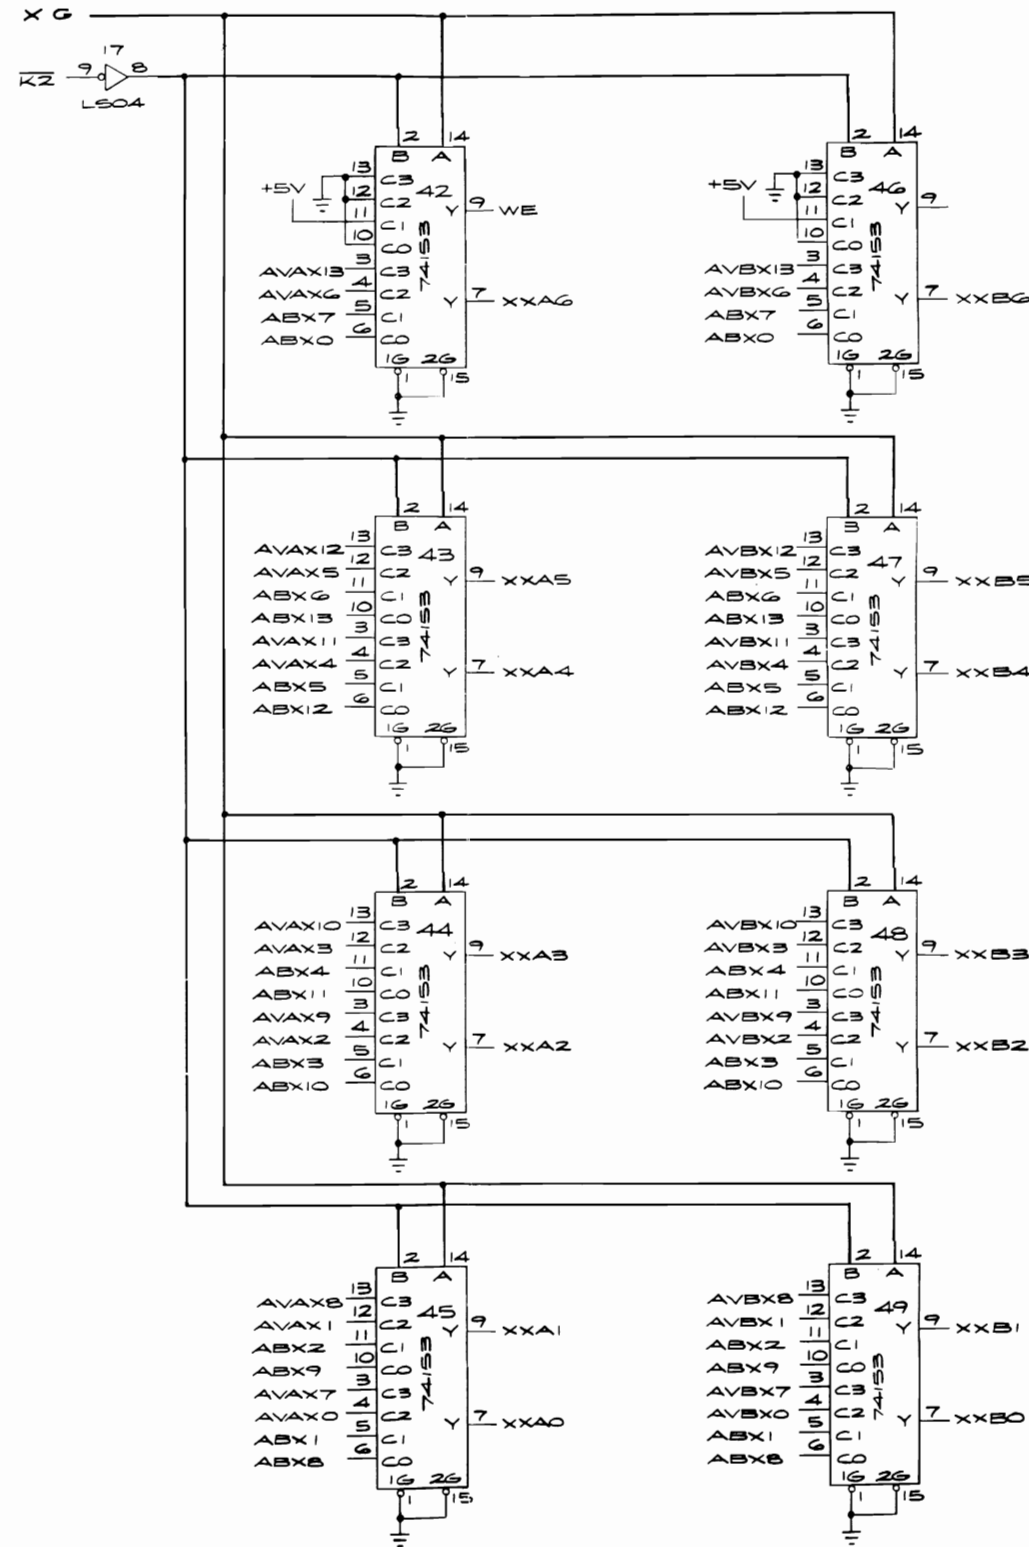 XG
17
K2 9 8
LS04
2 14
B A
+5V 13 C3 42
12 C2 Y 9 WE
11 C1
10 C0 74153
AVAX13 3 C3
AVAX6 4 C2 Y 7 XXA6
ABX7 5 C1
ABX0 6 C0
1G 2G
1 15
2 14
B A
+5V 13 C3 46
12 C2 Y 9
11 C1
10 C0 74153
AVBX13 3 C3
AVBX6 4 C2 Y 7 XXB6
ABX7 5 C1
ABX0 6 C0
1G 2G
1 15
2 14
B A
AVAX12 13 C3 43
AVAX5 12 C2 Y 9 XXA5
ABX6 11 C1
ABX13 10 C0 74153
AVAX11 3 C3
AVAX4 4 C2 Y 7 XXA4
ABX5 5 C1
ABX12 6 C0
1G 2G
1 15
2 14
B A
AVBX12 13 C3 47
AVBX5 12 C2 Y 9 XXB5
ABX6 11 C1
ABX13 10 C0 74153
AVBX11 3 C3
AVBX4 4 C2 Y 7 XXB4
ABX5 5 C1
ABX12 6 C0
1G 2G
1 15
2 14
B A
AVAX10 13 C3 44
AVAX3 12 C2 Y 9 XXA3
ABX4 11 C1
ABX11 10 C0 74153
AVAX9 3 C3
AVAX2 4 C2 Y 7 XXA2
ABX3 5 C1
ABX10 6 C0
1G 2G
1 15
2 14
B A
AVBX10 13 C3 48
AVBX3 12 C2 Y 9 XXB3
ABX4 11 C1
ABX11 10 C0 74153
AVBX9 3 C3
AVBX2 4 C2 Y 7 XXB2
ABX3 5 C1
ABX10 6 C0
1G 2G
1 15
2 14
B A
AVAX8 13 C3 45
AVAX1 12 C2 Y 9 XXA1
ABX2 11 C1
ABX9 10 C0 74153
AVAX7 3 C3
AVAX0 4 C2 Y 7 XXA0
ABX1 5 C1
ABX8 6 C0
1G 2G
1 15
2 14
B A
AVBX8 13 C3 49
AVBX1 12 C2 Y 9 XXB1
ABX2 11 C1
ABX9 10 C0 74153
AVBX7 3 C3
AVBX0 4 C2 Y 7 XXB0
ABX1 5 C1
ABX8 6 C0
1G 2G
1 15